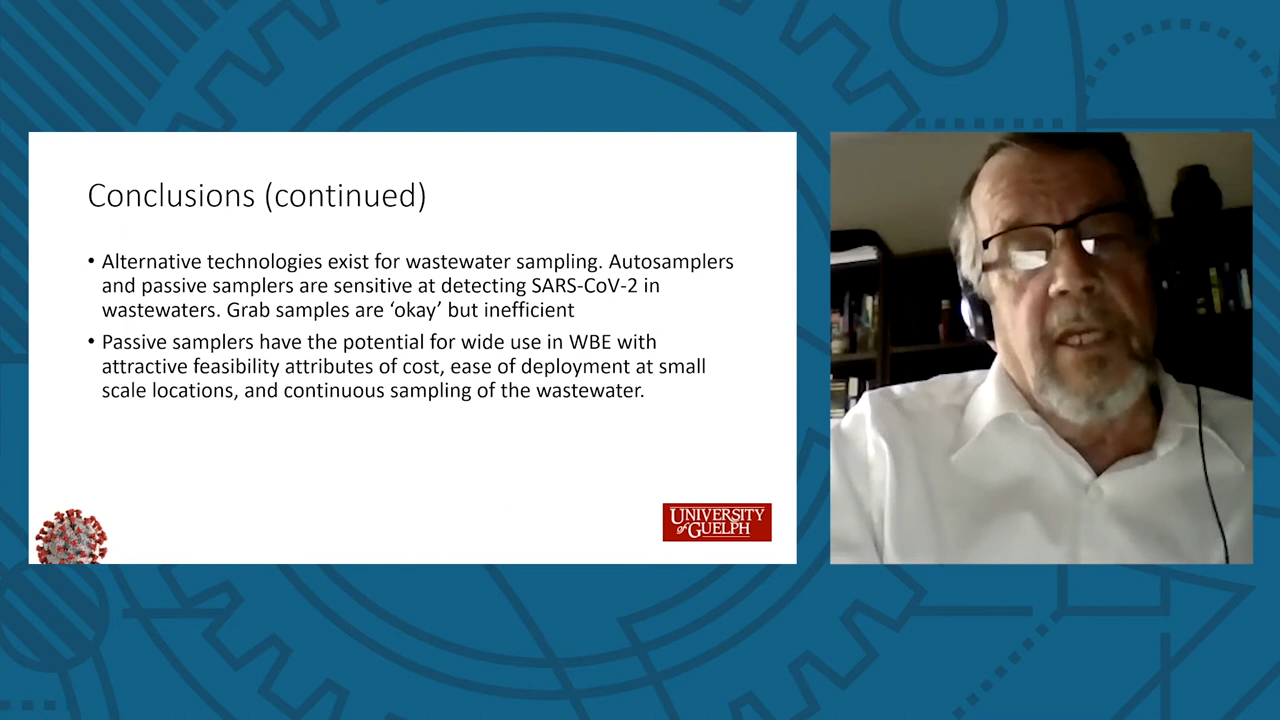 Conclusions (continued)
• Alternative technologies exist for wastewater sampling. Autosamplers
and passive samplers are sensitive at detecting SARS-CoV-2 in
wastewaters. Grab samples are ‘okay’ but inefficient
• Passive samplers have the potential for wide use in WBE with
attractive feasibility attributes of cost, ease of deployment at small
scale locations, and continuous sampling of the wastewater.
UNIVERSITY
of GUELPH